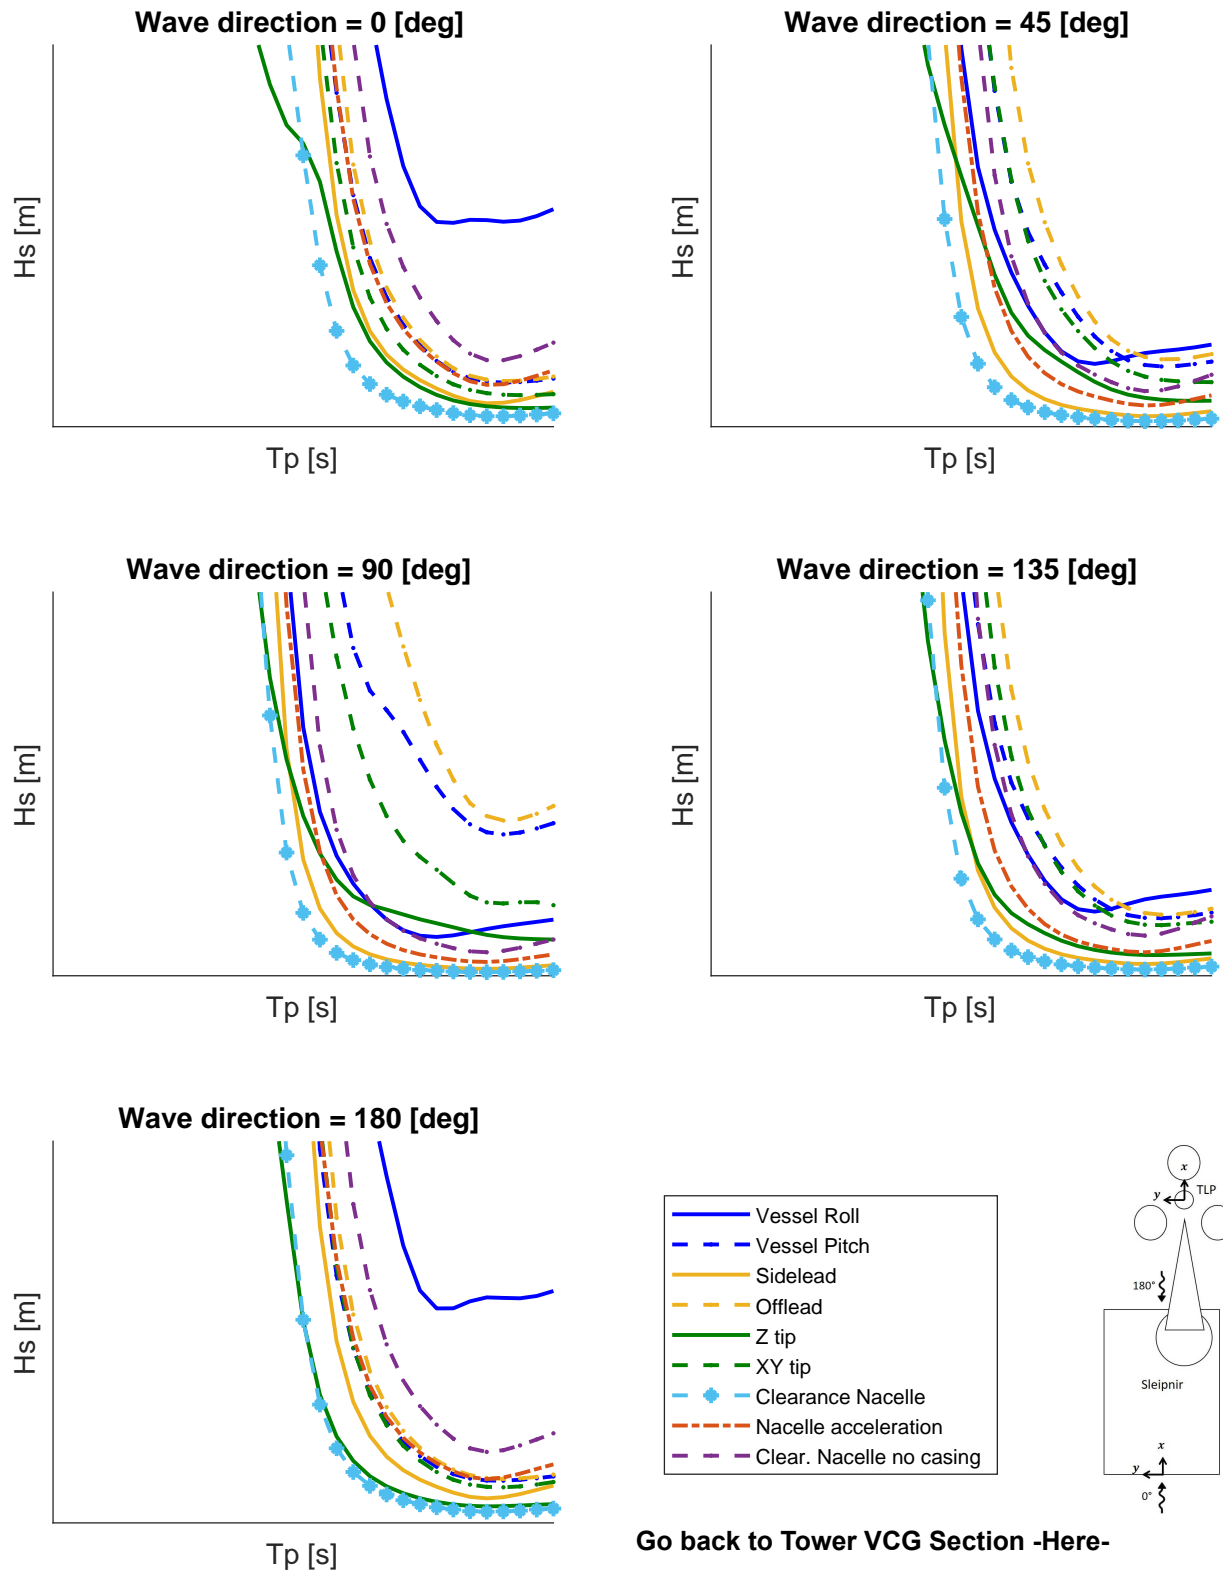 Wave direction = 0 [deg]
Hs [m]
Tp [s]
Wave direction = 45 [deg]
Hs [m]
Tp [s]
Wave direction = 90 [deg]
Hs [m]
Tp [s]
Wave direction = 135 [deg]
Hs [m]
Tp [s]
Wave direction = 180 [deg]
Hs [m]
Tp [s]
Vessel Roll
Vessel Pitch
Sidelead
Offlead
Z tip
XY tip
Clearance Nacelle
Nacelle acceleration
Clear. Nacelle no casing
x
TLP
y
180°
Sleipnir
x
y
0°
Go back to Tower VCG Section -Here-